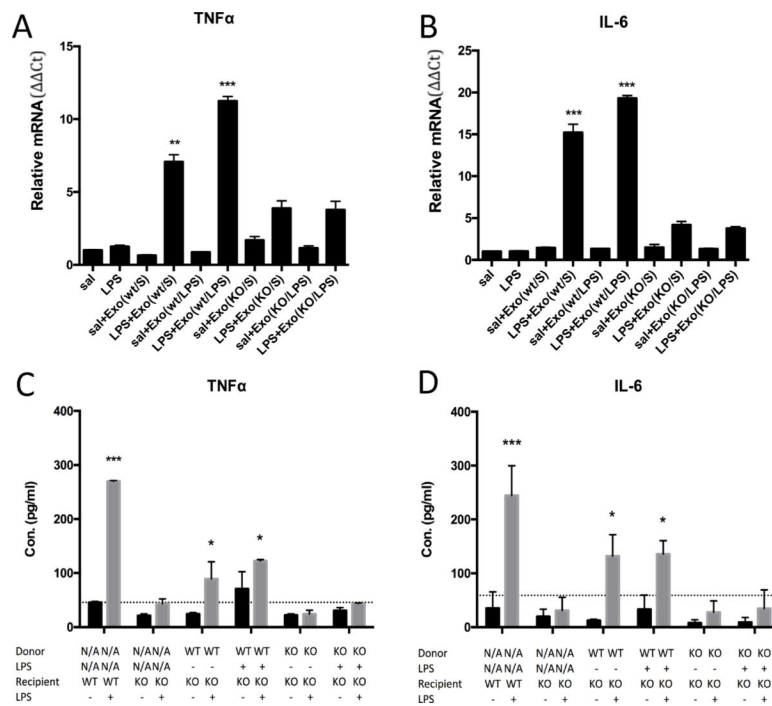 A
TNFα
Relative mRNA(ΔΔCt)
15
10
5
0
**
***
sal
LPS
sal+Exo(wt/S)
LPS+Exo(wt/S)
sal+Exo(wt/LPS)
LPS+Exo(wt/LPS)
sal+Exo(KO/S)
LPS+Exo(KO/S)
sal+Exo(KO/LPS)
LPS+Exo(KO/LPS)
B
IL-6
Relative mRNA(ΔΔCt)
25
20
15
10
5
0
***
***
sal
LPS
sal+Exo(wt/S)
LPS+Exo(wt/S)
sal+Exo(wt/LPS)
LPS+Exo(wt/LPS)
sal+Exo(KO/S)
LPS+Exo(KO/S)
sal+Exo(KO/LPS)
LPS+Exo(KO/LPS)
C
TNFα
Con. (pg/ml)
400
300
200
100
0
***
*
*
Donor N/A N/A N/A N/A WT WT WT WT KO KO KO KO
LPS N/A N/A N/A N/A - - + + - - + +
Recipient WT WT KO KO KO KO KO KO KO KO KO KO
LPS - + - + - + - + - + - +
D
IL-6
Con. (pg/ml)
400
300
200
100
0
***
*
*
Donor N/A N/A N/A N/A WT WT WT WT KO KO KO KO
LPS N/A N/A N/A N/A - - + + - - + +
Recipient WT WT KO KO KO KO KO KO KO KO KO KO
LPS - + - + - + - + - + - +